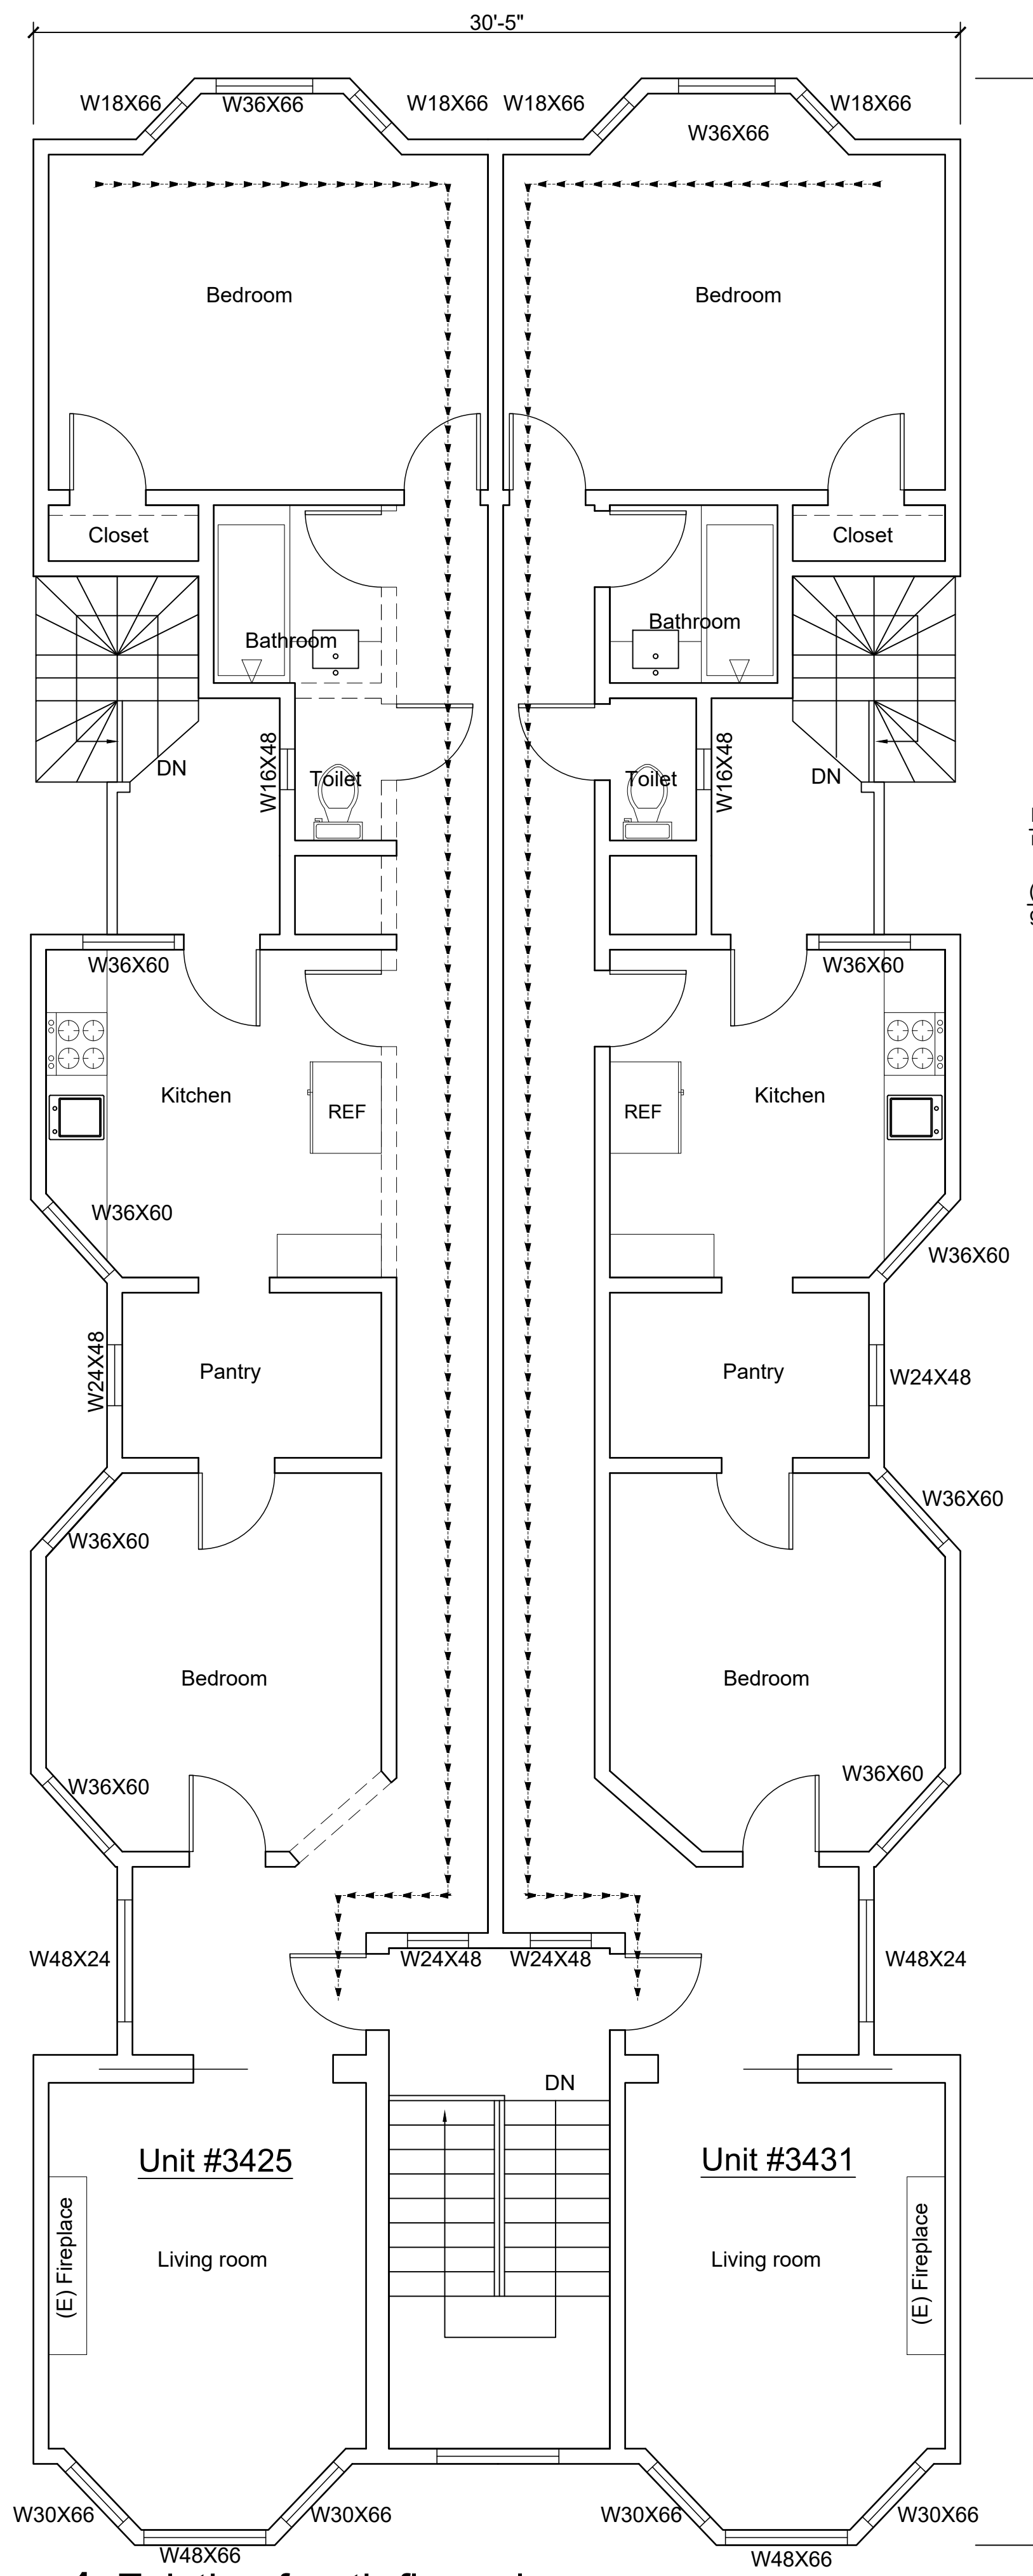 30'-5"
W18X66 W36X66 W18X66 W18X66 W36X66 W18X66
Bedroom Bedroom
Closet Closet
Bathroom Bathroom
DN W16X48 Toilet Toilet W16X48 DN
W36X60 W36X60
Kitchen REF REF Kitchen
W36X60 W36X60
W24X48 Pantry Pantry W24X48
W36X60 W36X60
Bedroom Bedroom
W36X60 W36X60
W48X24 W24X48 W24X48 W48X24
DN
Unit #3425 Unit #3431
(E) Fireplace Living room Living room (E) Fireplace
W30X66 W30X66 W30X66 W30X66
W48X66 W48X66